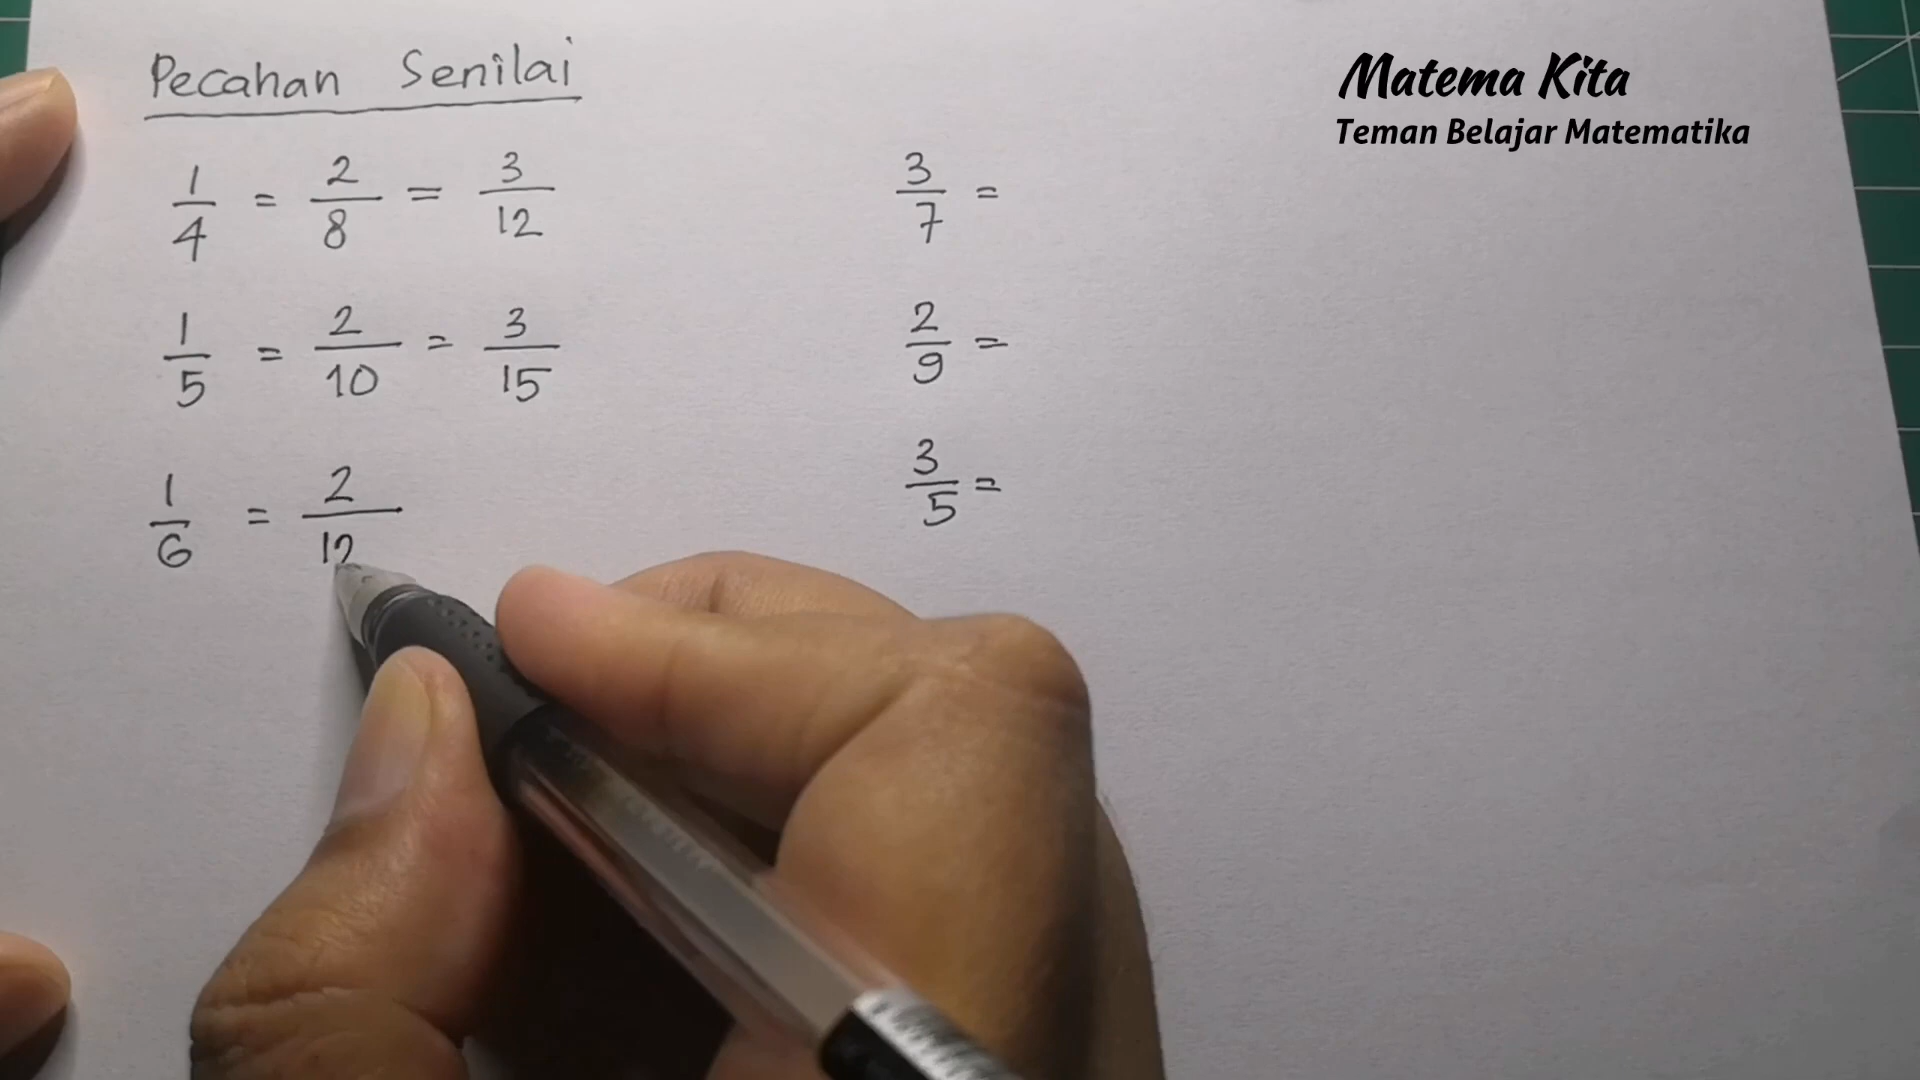 Pecahan Senilai
1/4 = 2/8 = 3/12
1/5 = 2/10 = 3/15
1/6 = 2/12
3/7 =
2/9 =
3/5 =
Matema Kita
Teman Belajar Matematika